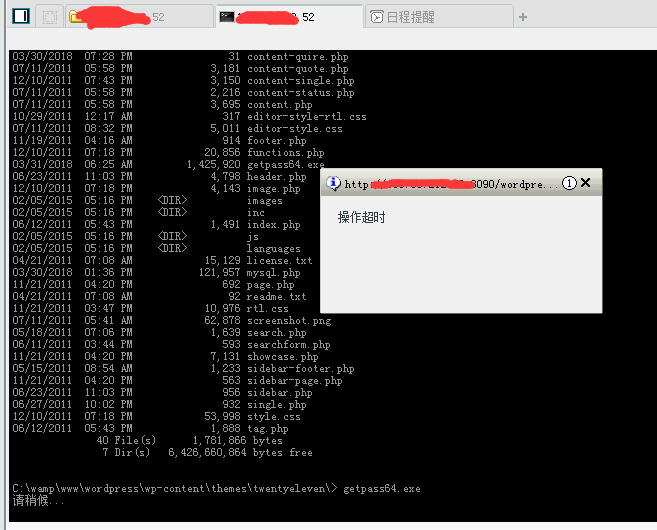 52
52
日程提醒
03/30/2018 07:28 PM 31 content-quire.php
07/11/2011 05:58 PM 3,181 content-quote.php
12/10/2011 07:43 PM 3,150 content-single.php
07/11/2011 05:58 PM 2,216 content-status.php
07/11/2011 05:58 PM 3,695 content.php
10/29/2011 12:17 AM 317 editor-style-rtl.css
07/11/2011 08:32 PM 5,011 editor-style.css
11/19/2011 04:16 AM 914 footer.php
12/10/2011 07:18 PM 20,856 functions.php
03/31/2018 06:25 AM 1,425,920 getpass64.exe
06/23/2011 11:03 PM 4,798 header.php
12/10/2011 07:18 PM 4,143 image.php
02/05/2015 05:16 PM <DIR> images
02/05/2015 05:16 PM <DIR> inc
06/12/2011 05:43 PM 1,491 index.php
02/05/2015 05:16 PM <DIR> js
02/05/2015 05:16 PM <DIR> languages
04/21/2011 07:08 AM 15,129 license.txt
03/30/2018 01:36 PM 121,957 mysql.php
11/21/2011 04:20 PM 692 page.php
04/21/2011 07:08 AM 92 readme.txt
11/21/2011 03:47 PM 10,976 rtl.css
07/11/2011 05:41 AM 62,878 screenshot.png
05/18/2011 07:06 PM 1,639 search.php
06/11/2011 03:44 PM 593 searchform.php
11/21/2011 04:20 PM 7,131 showcase.php
05/15/2011 08:54 AM 1,233 sidebar-footer.php
11/21/2011 04:20 PM 563 sidebar-page.php
06/23/2011 11:03 PM 956 sidebar.php
06/27/2011 10:02 PM 932 single.php
12/10/2011 07:18 PM 53,998 style.css
06/12/2011 05:43 PM 1,888 tag.php
40 File(s) 1,781,866 bytes
7 Dir(s) 6,426,660,864 bytes free
http://8090/wordpre... 1
操作超时
C:\wamp\www\wordpress\wp-content\themes\twentyeleven\> getpass64.exe
请稍候...